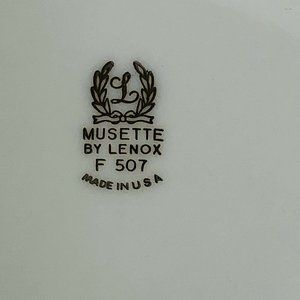 L
MUSETTE
BY LENOX
F 507
MADE IN USA